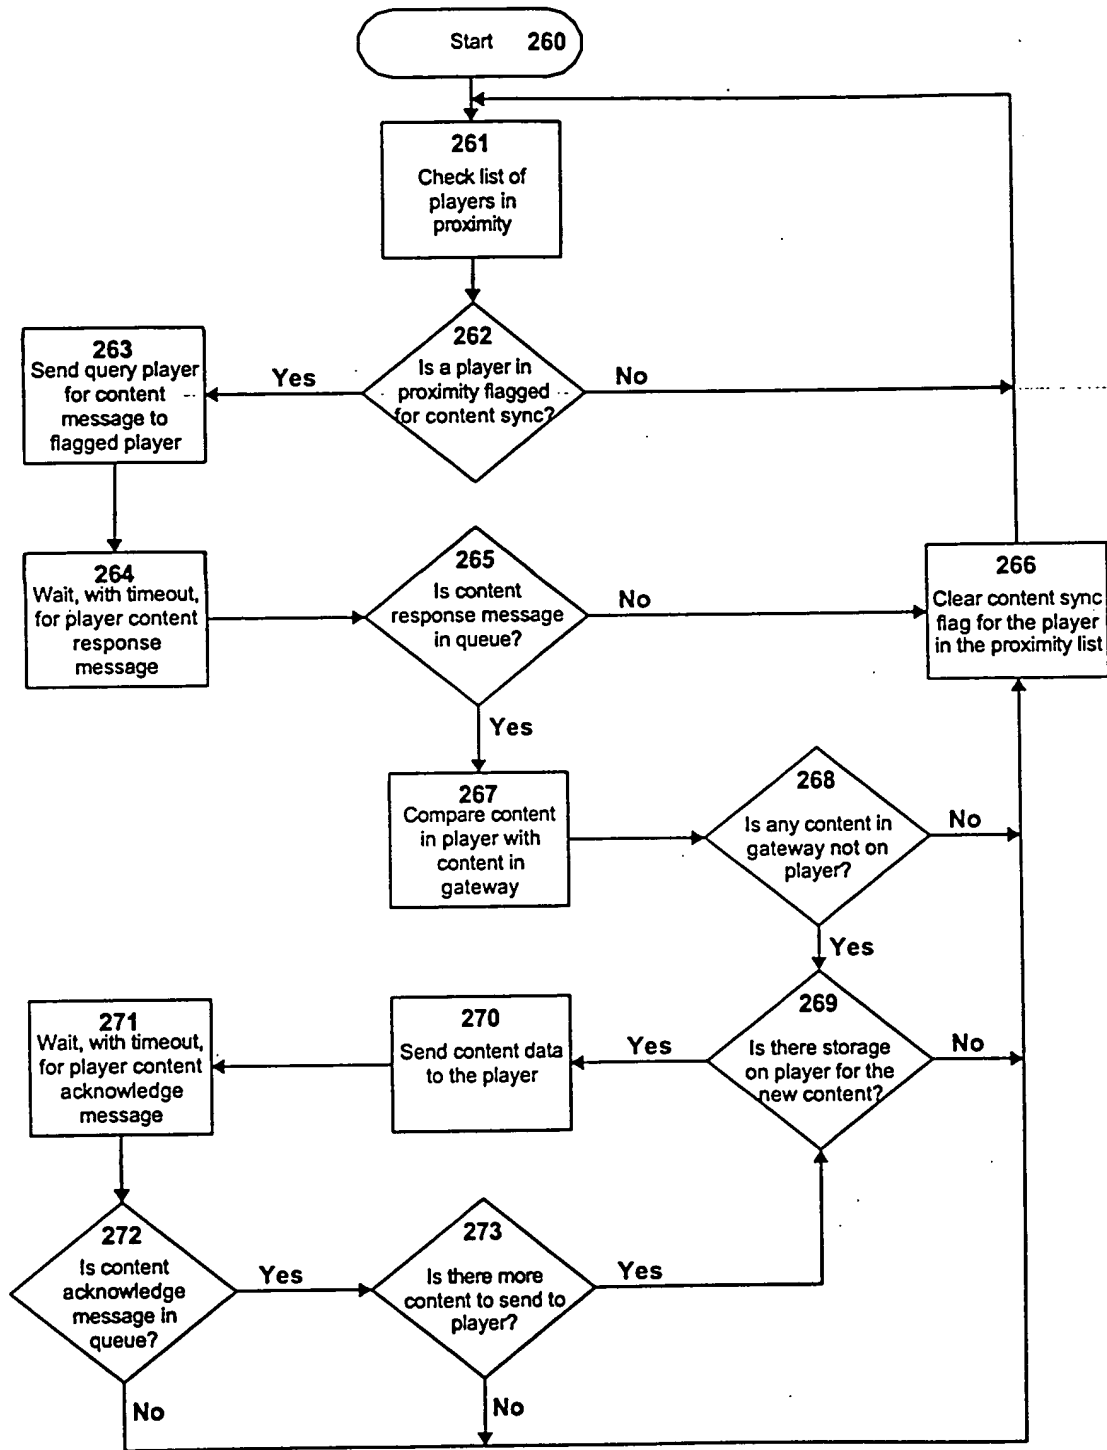 Start 260
261
Check list of
players in
proximity
262
Is a player in
proximity flagged
for content sync?
Yes
No
263
Send query player
for content
message to
flagged player
264
Wait, with timeout,
for player content
response
message
265
Is content
response message
in queue?
No
Yes
266
Clear content sync
flag for the player
in the proximity list
267
Compare content
in player with
content in
gateway
268
Is any content in
gateway not on
player?
No
Yes
269
Is there storage
on player for the
new content?
No
Yes
270
Send content data
to the player
271
Wait, with timeout,
for player content
acknowledge
message
272
Is content
acknowledge
message in
queue?
Yes
No
273
Is there more
content to send to
player?
Yes
No